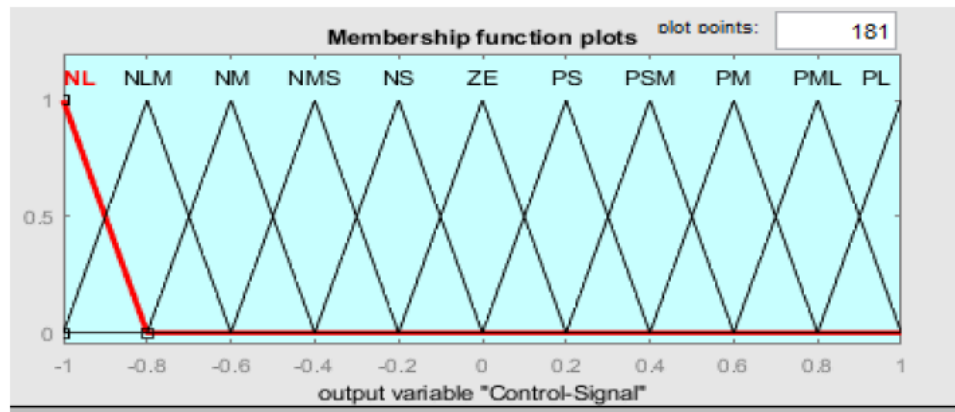 Membership function plots plot points: 181
NL NLM NM NMS NS ZE PS PSM PM PML PL
1
0.5
0
-1 -0.8 -0.6 -0.4 -0.2 0 0.2 0.4 0.6 0.8 1
output variable "Control-Signal"